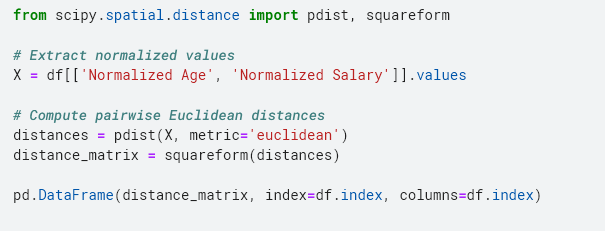 from scipy.spatial.distance import pdist, squareform
# Extract normalized values
X = df[['Normalized Age', 'Normalized Salary']].values
# Compute pairwise Euclidean distances
distances = pdist(X, metric='euclidean')
distance_matrix = squareform(distances)
pd.DataFrame(distance_matrix, index=df.index, columns=df.index)